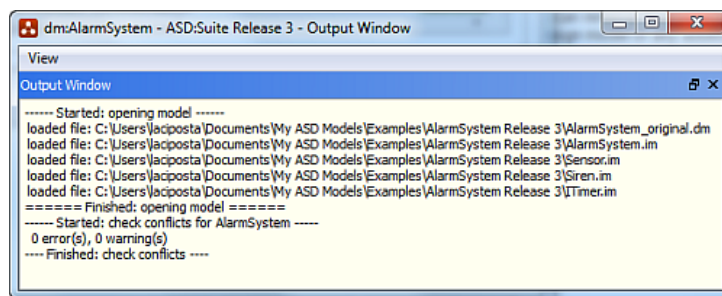 dm:AlarmSystem - ASD:Suite Release 3 - Output Window
View
Output Window
------ Started: opening model ------
loaded file: C:\Users\laciposta\Documents\My ASD Models\Examples\AlarmSystem Release 3\AlarmSystem_original.dm
loaded file: C:\Users\laciposta\Documents\My ASD Models\Examples\AlarmSystem Release 3\AlarmSystem.im
loaded file: C:\Users\laciposta\Documents\My ASD Models\Examples\AlarmSystem Release 3\Sensor.im
loaded file: C:\Users\laciposta\Documents\My ASD Models\Examples\AlarmSystem Release 3\Siren.im
loaded file: C:\Users\laciposta\Documents\My ASD Models\Examples\AlarmSystem Release 3\ITimer.im
====== Finished: opening model ======
------ Started: check conflicts for AlarmSystem -----
0 error(s), 0 warning(s)
---- Finished: check conflicts ----